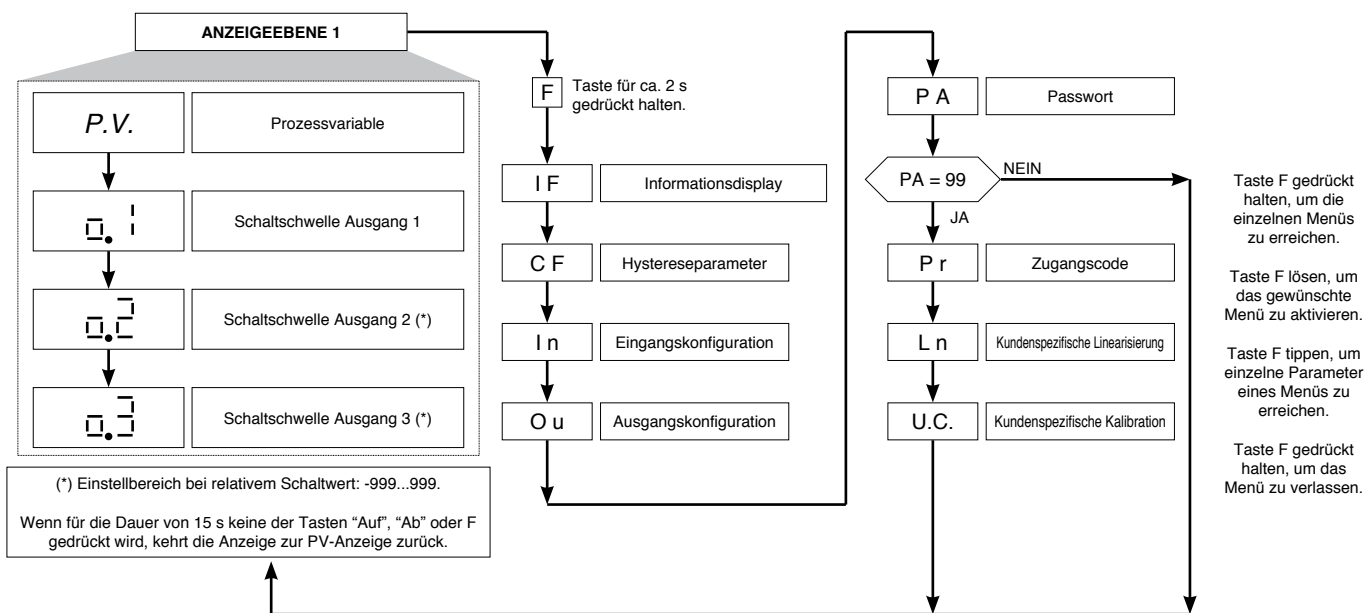 ANZEIGEEBENE 1
P.V.
Prozessvariable
o.1
Schaltschwelle Ausgang 1
o.2
Schaltschwelle Ausgang 2 (*)
o.3
Schaltschwelle Ausgang 3 (*)
(*) Einstellbereich bei relativem Schaltwert: -999...999.
Wenn für die Dauer von 15 s keine der Tasten “Auf”, “Ab” oder F
gedrückt wird, kehrt die Anzeige zur PV-Anzeige zurück.
F
Taste für ca. 2 s
gedrückt halten.
I F
Informationsdisplay
C F
Hystereseparameter
I n
Eingangskonfiguration
O u
Ausgangskonfiguration
P A
Passwort
PA = 99
NEIN
JA
P r
Zugangscode
L n
Kundenspezifische Linearisierung
U.C.
Kundenspezifische Kalibration
Taste F gedrückt
halten, um die
einzelnen Menüs
zu erreichen.
Taste F lösen, um
das gewünschte
Menü zu aktivieren.
Taste F tippen, um
einzelne Parameter
eines Menüs zu
erreichen.
Taste F gedrückt
halten, um das
Menü zu verlassen.